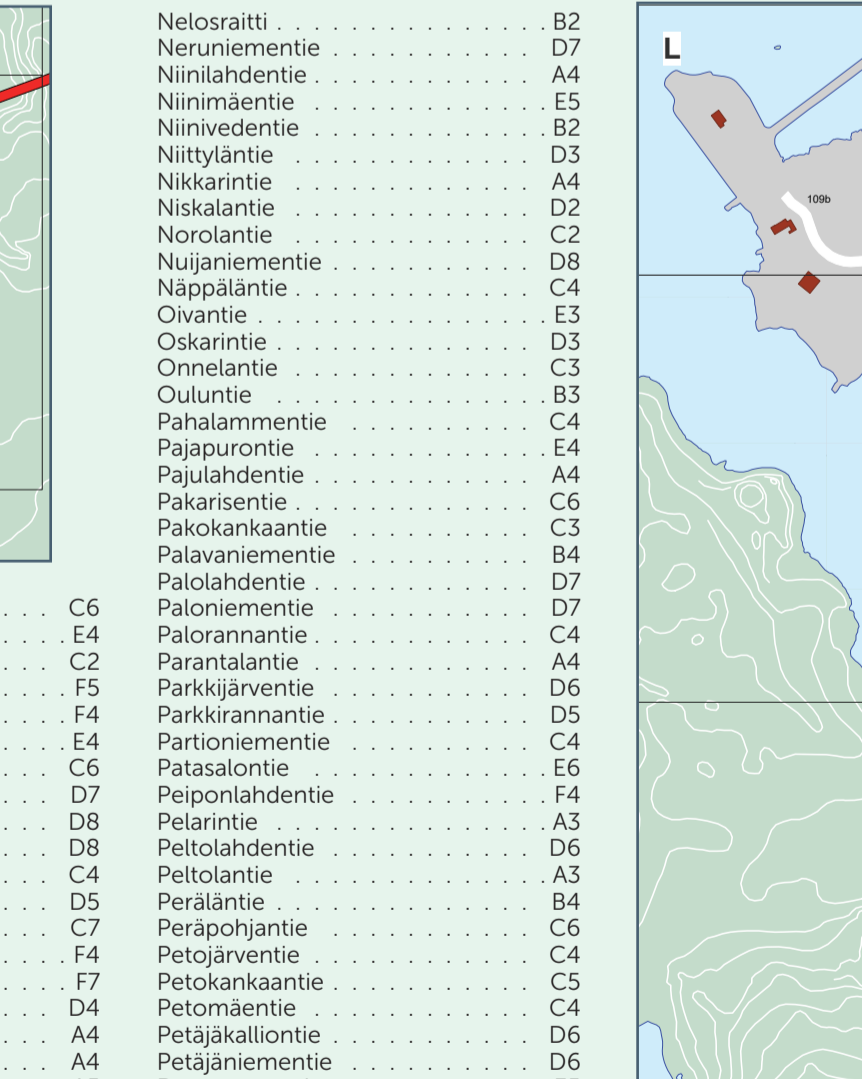 C6
E4
C2
F5
F4
E4
C6
D7
D8
D8
C4
D5
C7
F4
F7
D4
A4
A4
Nelosraitti . . . . . . . . . . . . . . . B2
Neruniementie . . . . . . . . . . . D7
Niinilahdentie . . . . . . . . . . . . A4
Niinimäentie . . . . . . . . . . . . . E5
Niinivedentie . . . . . . . . . . . . . B2
Niittyläntie . . . . . . . . . . . . . D3
Nikkarintie . . . . . . . . . . . . . A4
Niskalantie . . . . . . . . . . . . . D2
Norolantie . . . . . . . . . . . . . C2
Nuijaniementie . . . . . . . . . . . D8
Näppäläntie . . . . . . . . . . . . . C4
Oivantie . . . . . . . . . . . . . . . . E3
Oskarintie . . . . . . . . . . . . . . D3
Onnelantie . . . . . . . . . . . . . C3
Ouluntie . . . . . . . . . . . . . . B3
Pahalammentie . . . . . . . . . . C4
Pajapurontie . . . . . . . . . . . . . E4
Pajulahdentie . . . . . . . . . . . . A4
Pakarisentie . . . . . . . . . . . . . C6
Pakokankaantie . . . . . . . . . . C3
Palavaniementie . . . . . . . . . . B4
Palolahdentie . . . . . . . . . . . . D7
Paloniementie . . . . . . . . . . . D7
Palorannantie . . . . . . . . . . . . C4
Parantalantie . . . . . . . . . . . . A4
Parkkijärventie . . . . . . . . . . . D6
Parkkirannantie . . . . . . . . . . . D5
Partioniementie . . . . . . . . . . C4
Patasalontie . . . . . . . . . . . . . E6
Peiponlahdentie . . . . . . . . . . . F4
Pelarintie . . . . . . . . . . . . . . . A3
Peltolahdentie . . . . . . . . . . . D6
Peltolantie . . . . . . . . . . . . . . A3
Peräläntie . . . . . . . . . . . . . . B4
Peräpohjantie . . . . . . . . . . . C6
Petojärventie . . . . . . . . . . . . C4
Petokankaantie . . . . . . . . . . . C5
Petomäentie . . . . . . . . . . . . C4
Petäjäkalliontie . . . . . . . . . . . D6
Petäjäniementie . . . . . . . . . . D6
L
109b